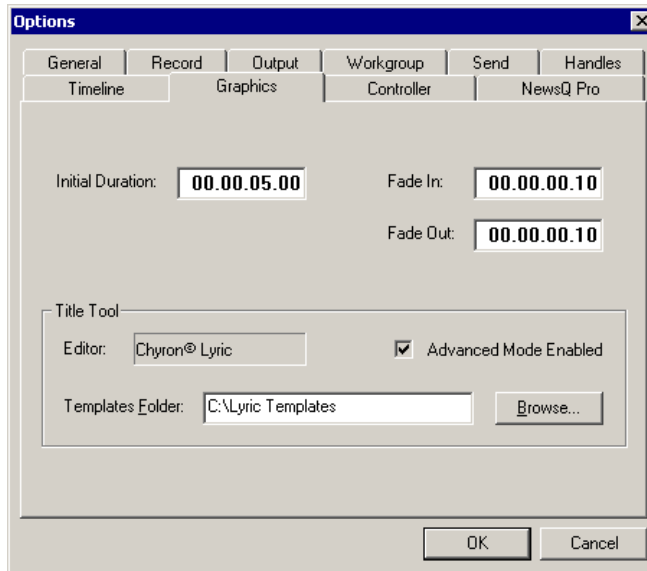 Options
General Record Output Workgroup Send Handles
Timeline Graphics Controller NewsQ Pro
Initial Duration: 00.00.05.00 Fade In: 00.00.00.10
Fade Out: 00.00.00.10
Title Tool
Editor: Chyron© Lyric Advanced Mode Enabled
Templates Folder: C:\Lyric Templates Browse...
OK Cancel